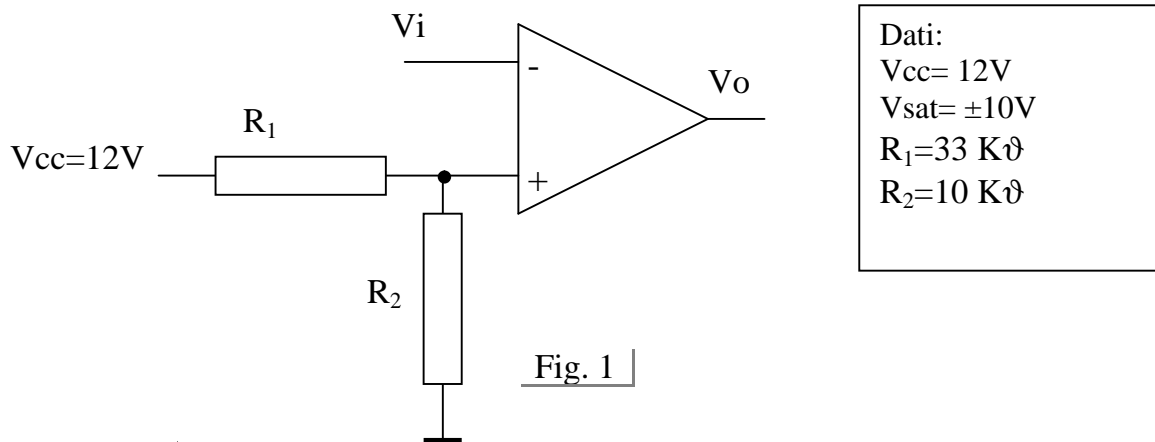 Vi
-
Vo
R₁
Vcc=12V
+
R₂
Fig. 1
Dati:
Vcc= 12V
Vsat= ±10V
R₁=33 Kϑ
R₂=10 Kϑ